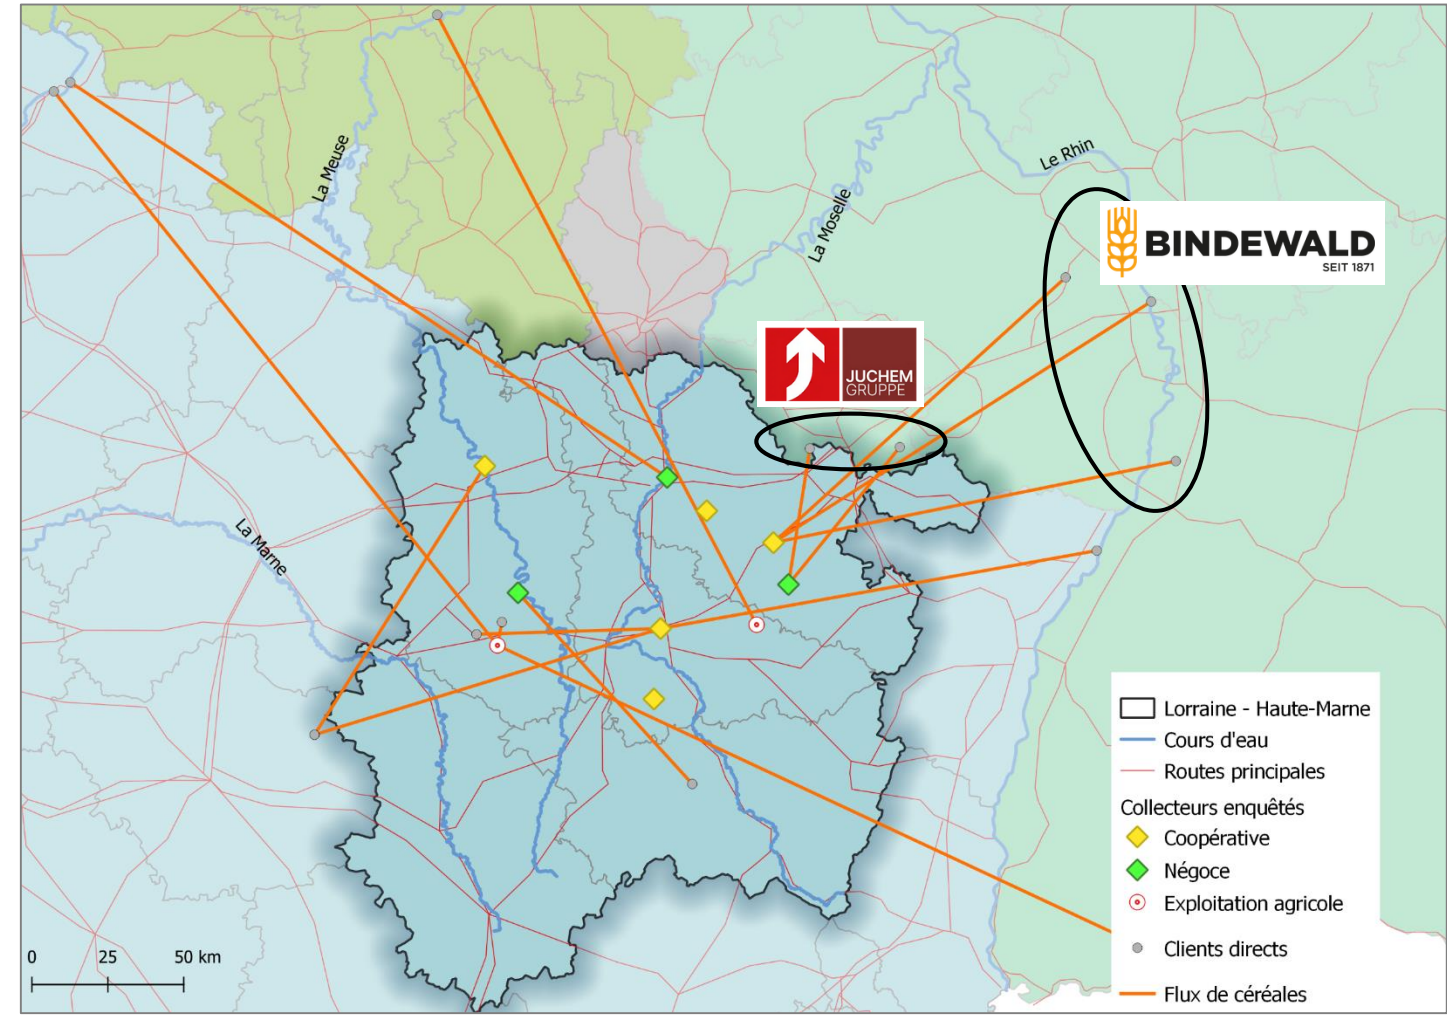 La Meuse
Le Rhin
La Moselle
BINDEWALD
SEIT 1871
JUCHEM
GRUPPE
La Marne
Lorraine - Haute-Marne
Cours d'eau
Routes principales
Collecteurs enquêtés
Coopérative
Négoce
Exploitation agricole
Clients directs
Flux de céréales
0 25 50 km